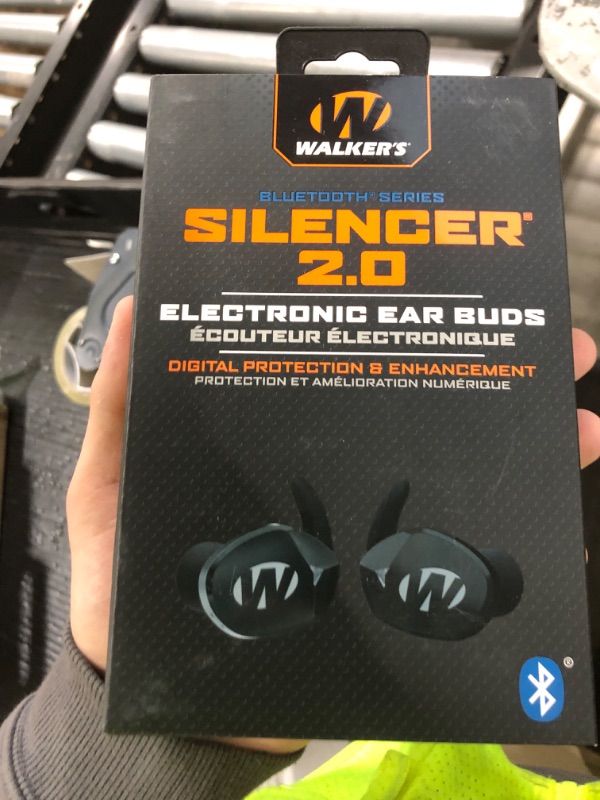 W
WALKER'S
BLUETOOTH® SERIES
SILENCER®
2.0
ELECTRONIC EAR BUDS
ÉCOUTEUR ÉLECTRONIQUE
DIGITAL PROTECTION & ENHANCEMENT
PROTECTION ET AMÉLIORATION NUMÉRIQUE
W W
®